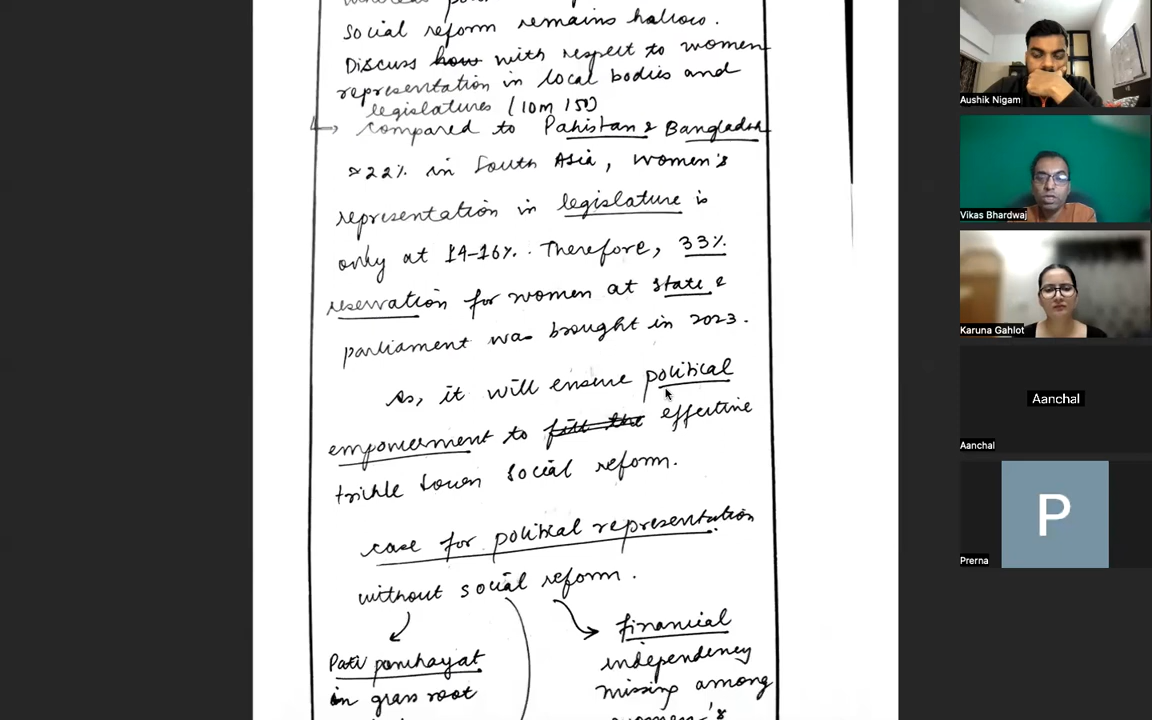 social reform remains hallow.
Discuss how with respect to women
representation in local bodies and
legislatures (10m 150)
compared to Pakistan & Bangladesh
≈22% in South Asia, women's
representation in legislature is
only at 14-16%. Therefore, 33%
reservation for women at state &
parliament was brought in 2023.
As, it will ensure political
empowerment to fill the effective
trickle down social reform.
case for political representation
without social reform.
Pati panchayat
in grass root
financial
independency
missing among
women's
Aushik Nigam
Vikas Bhardwaj
Karuna Gahlot
Aanchal
Aanchal
P
Prerna